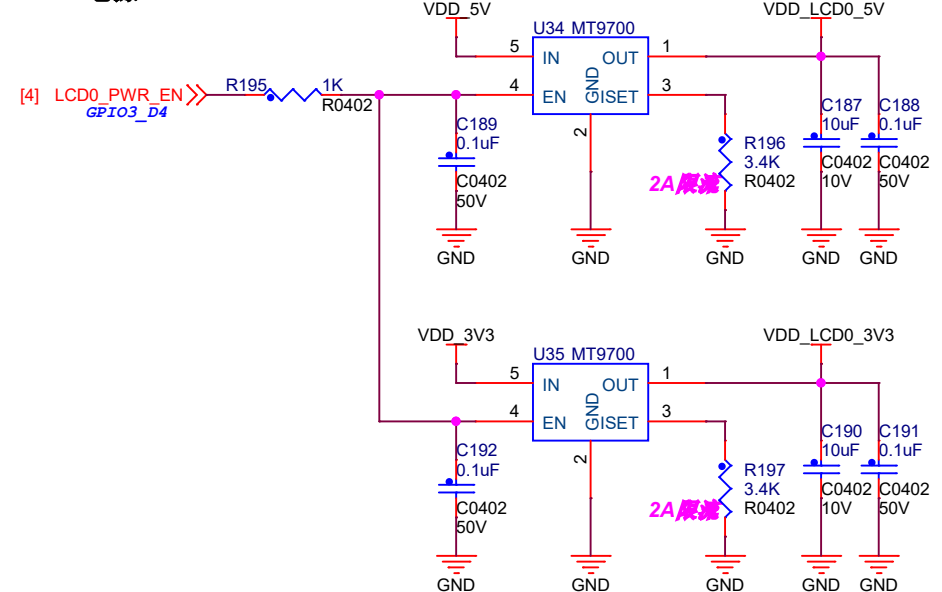 VDD_5V
VDD_LCD0_5V
U34 MT9700
5
IN
OUT
1
[4] LCD0_PWR_EN
GPIO3_D4
R195
1K
R0402
4
EN
GND
ISET
3
2
C189
0.1uF
C0402
50V
R196
3.4K
R0402
2A限流
C187
10uF
C0402
10V
C188
0.1uF
C0402
50V
GND
GND
GND
GND
GND
VDD_3V3
VDD_LCD0_3V3
U35 MT9700
5
IN
OUT
1
4
EN
GND
ISET
3
2
C192
0.1uF
C0402
50V
R197
3.4K
R0402
2A限流
C190
10uF
C0402
10V
C191
0.1uF
C0402
50V
GND
GND
GND
GND
GND